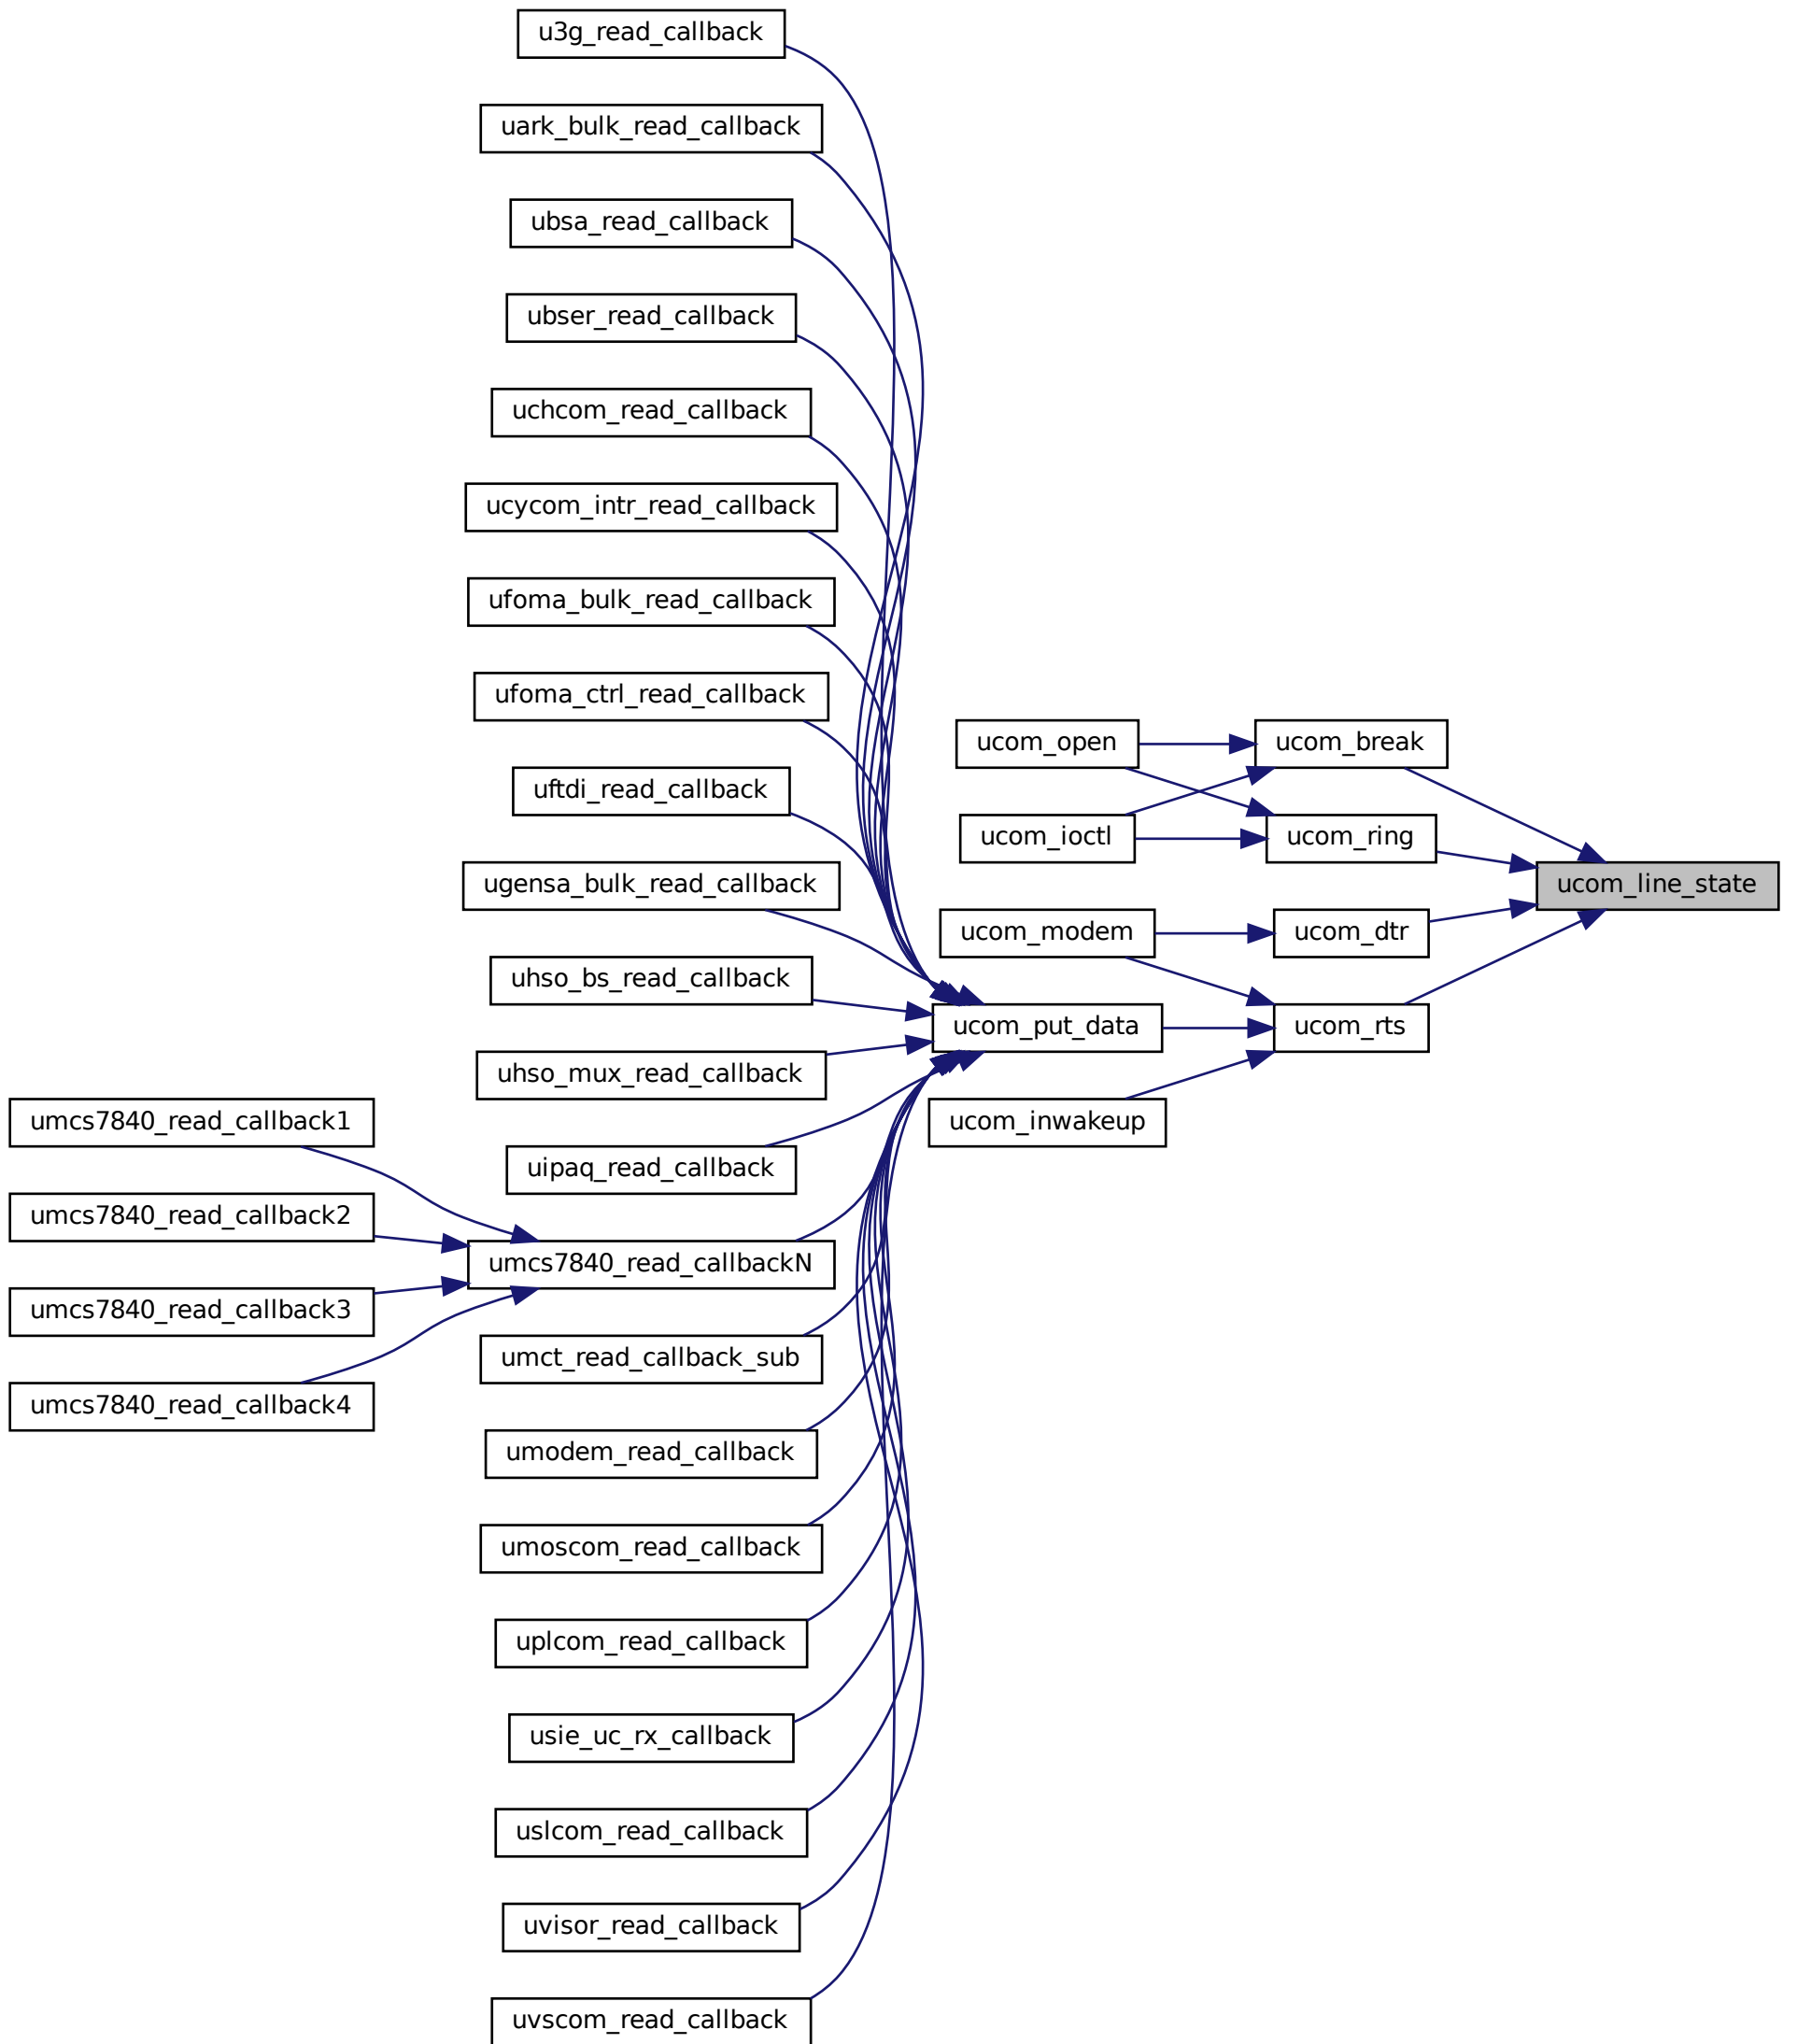 u3g_read_callback
uark_bulk_read_callback
ubsa_read_callback
ubser_read_callback
uchcom_read_callback
ucycom_intr_read_callback
ufoma_bulk_read_callback
ufoma_ctrl_read_callback
uftdi_read_callback
ugensa_bulk_read_callback
uhso_bs_read_callback
uhso_mux_read_callback
uipaq_read_callback
umcs7840_read_callback1
umcs7840_read_callback2
umcs7840_read_callback3
umcs7840_read_callback4
umcs7840_read_callbackN
umct_read_callback_sub
umodem_read_callback
umoscom_read_callback
uplcom_read_callback
usie_uc_rx_callback
uslcom_read_callback
uvisor_read_callback
uvscom_read_callback
ucom_open
ucom_ioctl
ucom_modem
ucom_put_data
ucom_inwakeup
ucom_break
ucom_ring
ucom_dtr
ucom_rts
ucom_line_state